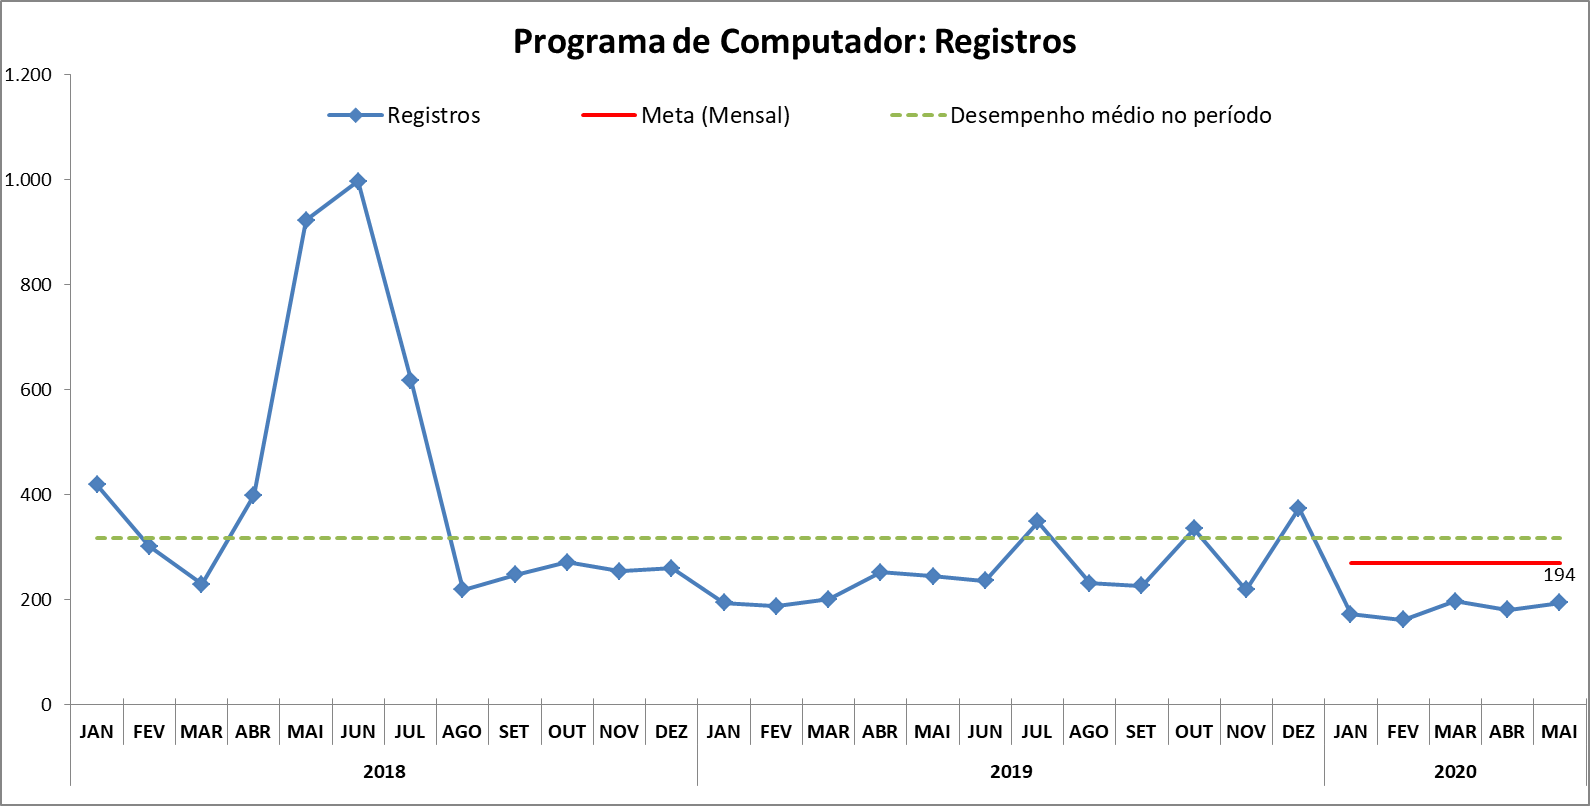 Programa de Computador: Registros
1.200
Registros Meta (Mensal) Desempenho médio no período
1.000
800
600
400
194
200
0
JAN FEV MAR ABR MAI JUN JUL AGO SET OUT NOV DEZ JAN FEV MAR ABR MAI JUN JUL AGO SET OUT NOV DEZ JAN FEV MAR ABR MAI
2018 2019 2020